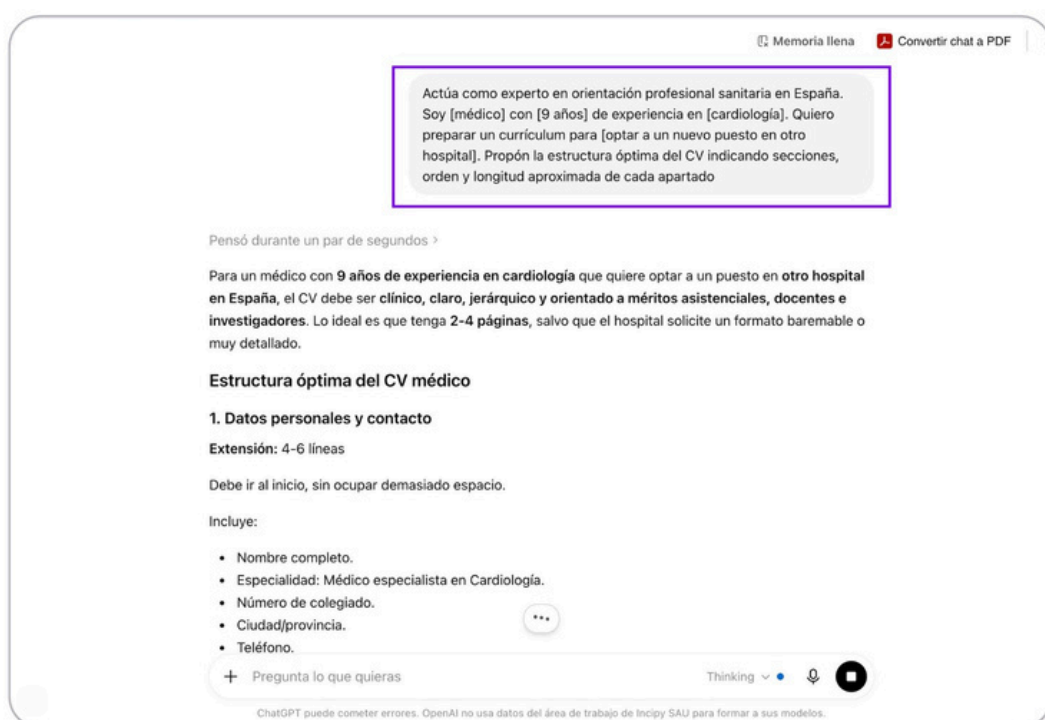 Memoria llena
Convertir chat a PDF
Actúa como experto en orientación profesional sanitaria en España.
Soy [médico] con [9 años] de experiencia en [cardiología]. Quiero
preparar un currículum para [optar a un nuevo puesto en otro
hospital]. Propón la estructura óptima del CV indicando secciones,
orden y longitud aproximada de cada apartado
Pensó durante un par de segundos >
Para un médico con 9 años de experiencia en cardiología que quiere optar a un puesto en otro hospital
en España, el CV debe ser clínico, claro, jerárquico y orientado a méritos asistenciales, docentes e
investigadores. Lo ideal es que tenga 2-4 páginas, salvo que el hospital solicite un formato baremable o
muy detallado.
Estructura óptima del CV médico
1. Datos personales y contacto
Extensión: 4-6 líneas
Debe ir al inicio, sin ocupar demasiado espacio.
Incluye:
• Nombre completo.
• Especialidad: Médico especialista en Cardiología.
• Número de colegiado.
• Ciudad/provincia.
• Teléfono.
+ Pregunta lo que quieras
Thinking
ChatGPT puede cometer errores. OpenAI no usa datos del área de trabajo de Incipy SAU para formar a sus modelos.